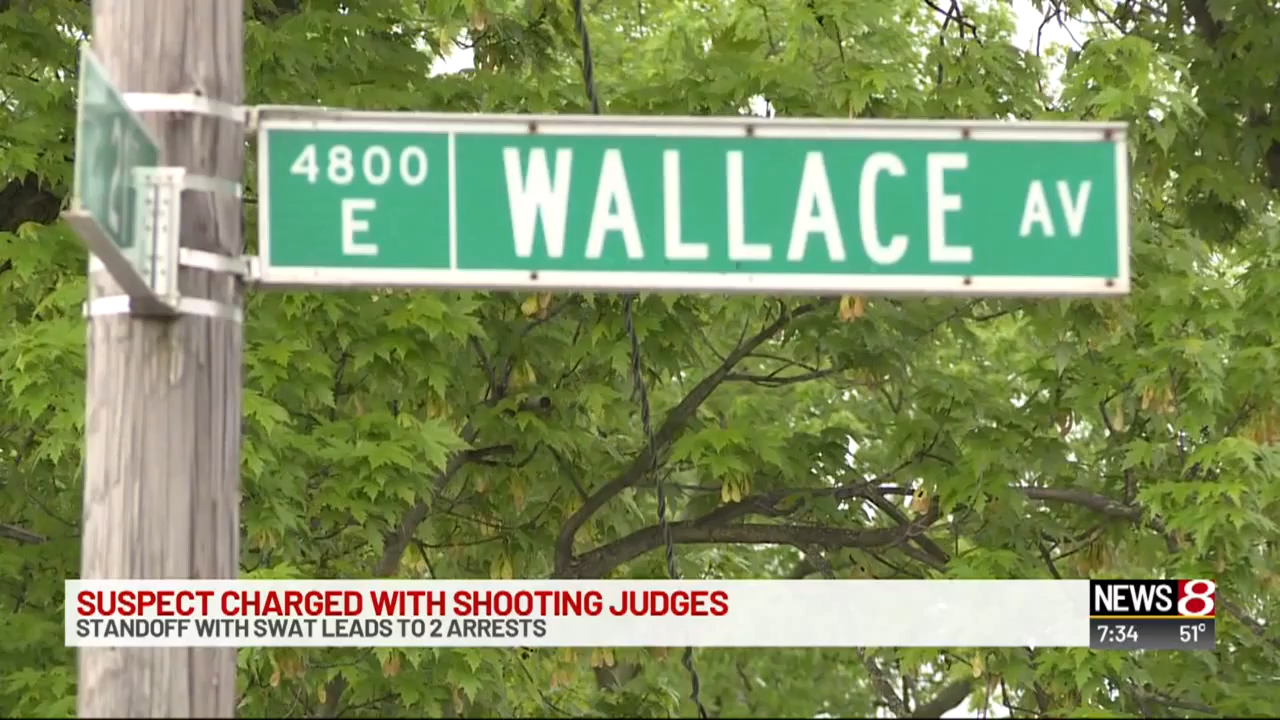 4800
E
WALLACE AV
SUSPECT CHARGED WITH SHOOTING JUDGES
STANDOFF WITH SWAT LEADS TO 2 ARRESTS
NEWS 8
7:34 51°